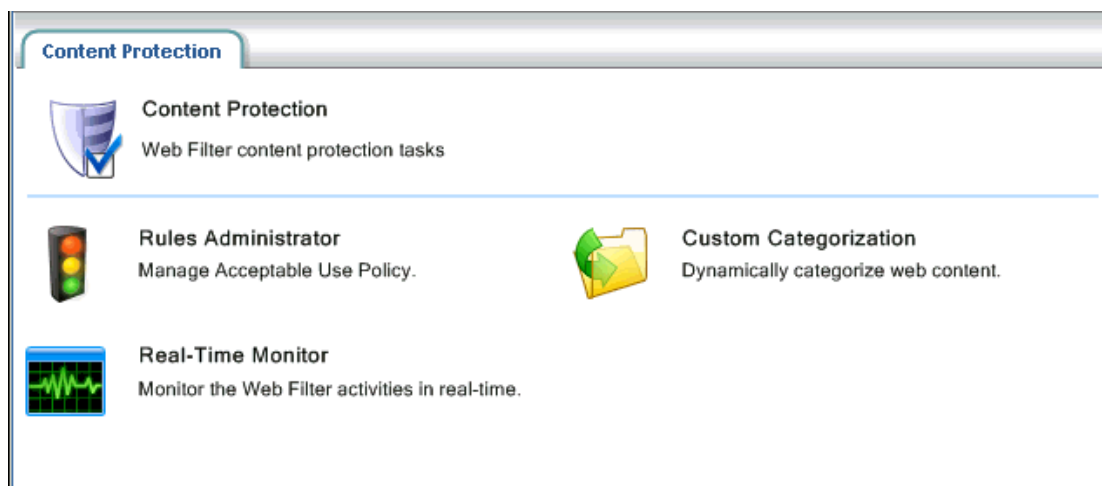 Content Protection
Content Protection
Web Filter content protection tasks
Rules Administrator
Manage Acceptable Use Policy.
Custom Categorization
Dynamically categorize web content.
Real-Time Monitor
Monitor the Web Filter activities in real-time.